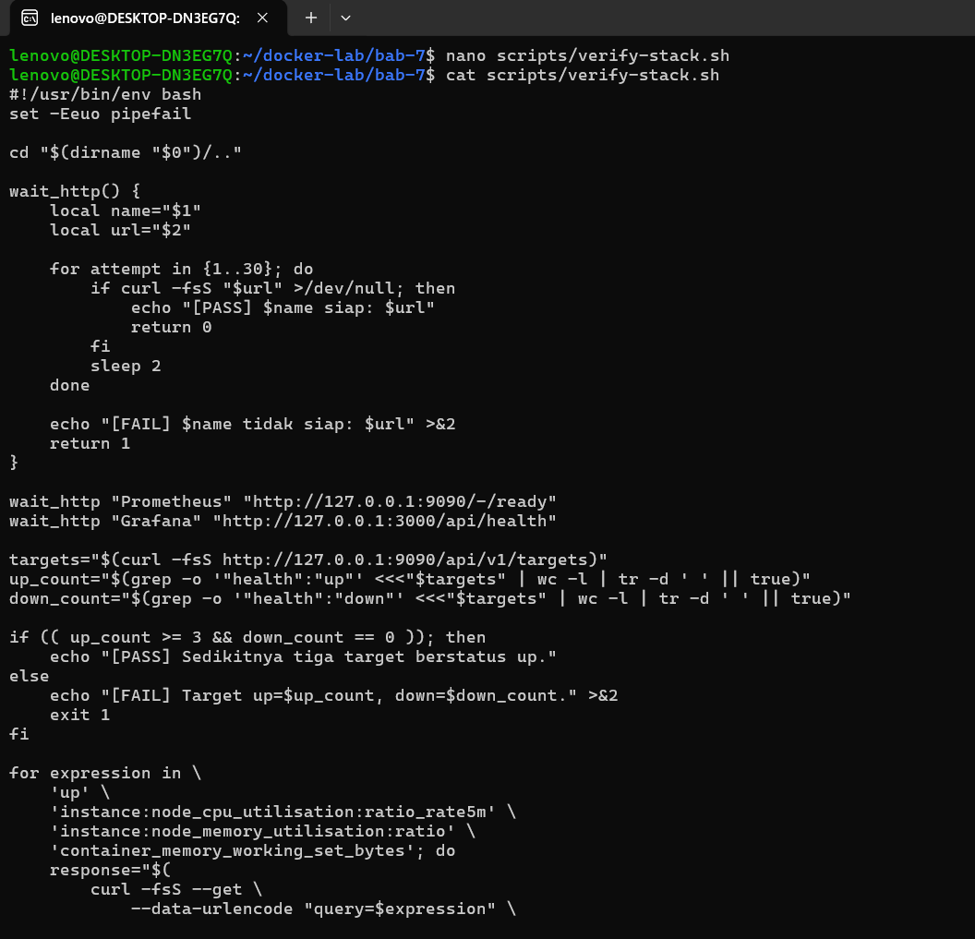 lenovo@DESKTOP-DN3EG7Q:
lenovo@DESKTOP-DN3EG7Q:~/docker-lab/bab-7$ nano scripts/verify-stack.sh
lenovo@DESKTOP-DN3EG7Q:~/docker-lab/bab-7$ cat scripts/verify-stack.sh
#!/usr/bin/env bash
set -Eeuo pipefail

cd "$(dirname "$0")/.."

wait_http() {
    local name="$1"
    local url="$2"

    for attempt in {1..30}; do
        if curl -fsS "$url" >/dev/null; then
            echo "[PASS] $name siap: $url"
            return 0
        fi
        sleep 2
    done

    echo "[FAIL] $name tidak siap: $url" >&2
    return 1
}

wait_http "Prometheus" "http://127.0.0.1:9090/-/ready"
wait_http "Grafana" "http://127.0.0.1:3000/api/health"

targets="$(curl -fsS http://127.0.0.1:9090/api/v1/targets)"
up_count="$(grep -o '"health":"up"' <<<"$targets" | wc -l | tr -d ' ' || true)"
down_count="$(grep -o '"health":"down"' <<<"$targets" | wc -l | tr -d ' ' || true)"

if (( up_count >= 3 && down_count == 0 )); then
    echo "[PASS] Sedikitnya tiga target berstatus up."
else
    echo "[FAIL] Target up=$up_count, down=$down_count." >&2
    exit 1
fi

for expression in \
    'up' \
    'instance:node_cpu_utilisation:ratio_rate5m' \
    'instance:node_memory_utilisation:ratio' \
    'container_memory_working_set_bytes'; do
    response="$(
        curl -fsS --get \
            --data-urlencode "query=$expression" \